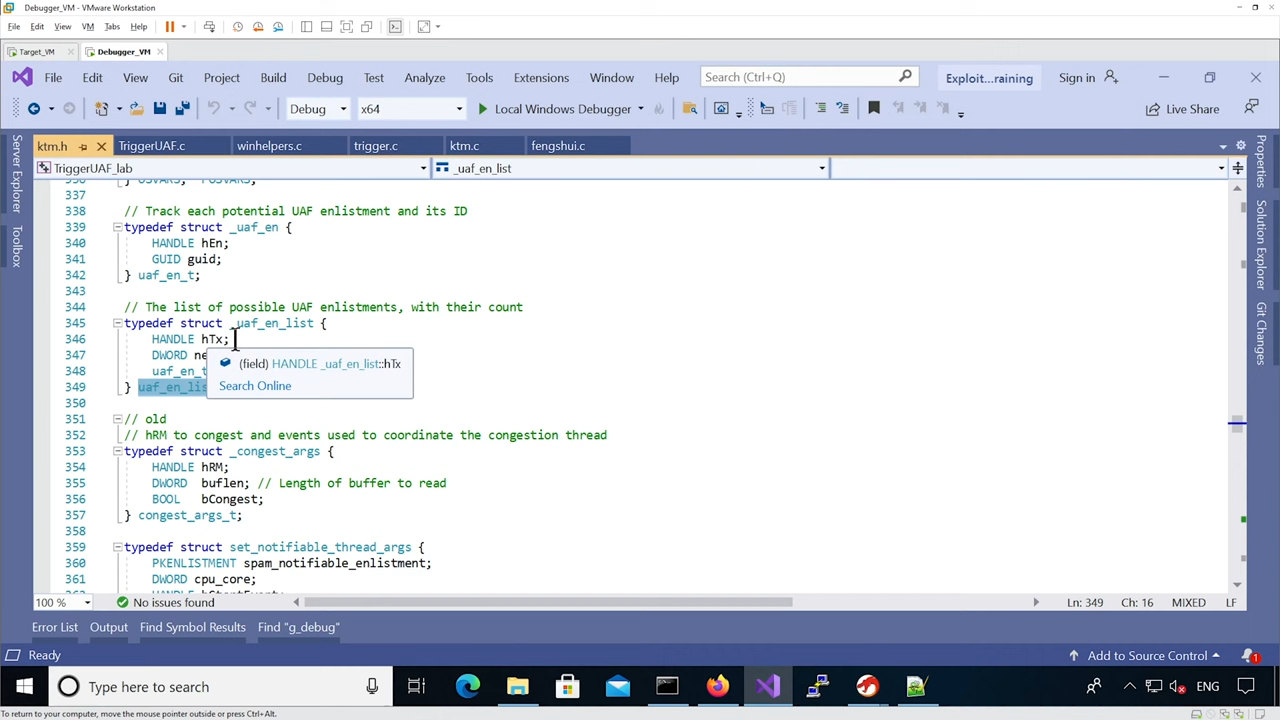 Debugger_VM - VMware Workstation
File Edit View VM Tabs Help
Target_VM Debugger_VM
File Edit View Git Project Build Debug Test Analyze Tools Extensions Window Help Search (Ctrl+Q) Exploit...raining Sign in
Debug x64 Local Windows Debugger Live Share
ktm.h TriggerUAF.c winhelpers.c trigger.c ktm.c fengshui.c
TriggerUAF_lab _uaf_en_list
Server Explorer
Toolbox
Properties
Solution Explorer
Git Changes
337
338 // Track each potential UAF enlistment and its ID
339 typedef struct _uaf_en {
340 HANDLE hEn;
341 GUID guid;
342 } uaf_en_t;
343
344 // The list of possible UAF enlistments, with their count
345 typedef struct _uaf_en_list {
346 HANDLE hTx;
347 DWORD ne
348 uaf_en_t
349 } uaf_en_lis
(field) HANDLE _uaf_en_list::hTx
Search Online
350
351 // old
352 // hRM to congest and events used to coordinate the congestion thread
353 typedef struct _congest_args {
354 HANDLE hRM;
355 DWORD buflen; // Length of buffer to read
356 BOOL bCongest;
357 } congest_args_t;
358
359 typedef struct set_notifiable_thread_args {
360 PKENLISTMENT spam_notifiable_enlistment;
361 DWORD cpu_core;
100 % No issues found Ln: 349 Ch: 16 MIXED LF
Error List Output Find Symbol Results Find "g_debug"
Ready Add to Source Control 1
Type here to search ENG
To return to your computer, move the mouse pointer outside or press Ctrl+Alt.